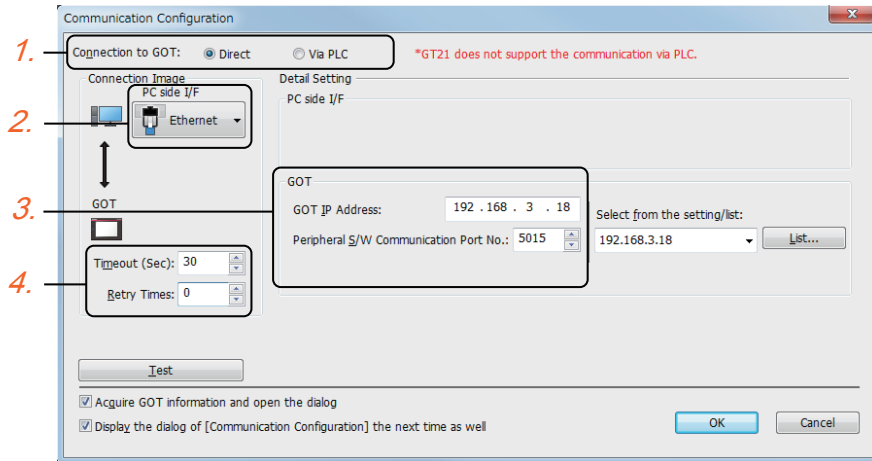 Communication Configuration
1. Connection to GOT: Direct Via PLC *GT21 does not support the communication via PLC.
Connection Image Detail Setting
PC side I/F PC side I/F
2. Ethernet
GOT
3. GOT GOT IP Address: 192 . 168 . 3 . 18 Select from the setting/list:
Peripheral S/W Communication Port No.: 5015 192.168.3.18 List...
4. Timeout (Sec): 30
Retry Times: 0
Test
Acquire GOT information and open the dialog
Display the dialog of [Communication Configuration] the next time as well OK Cancel